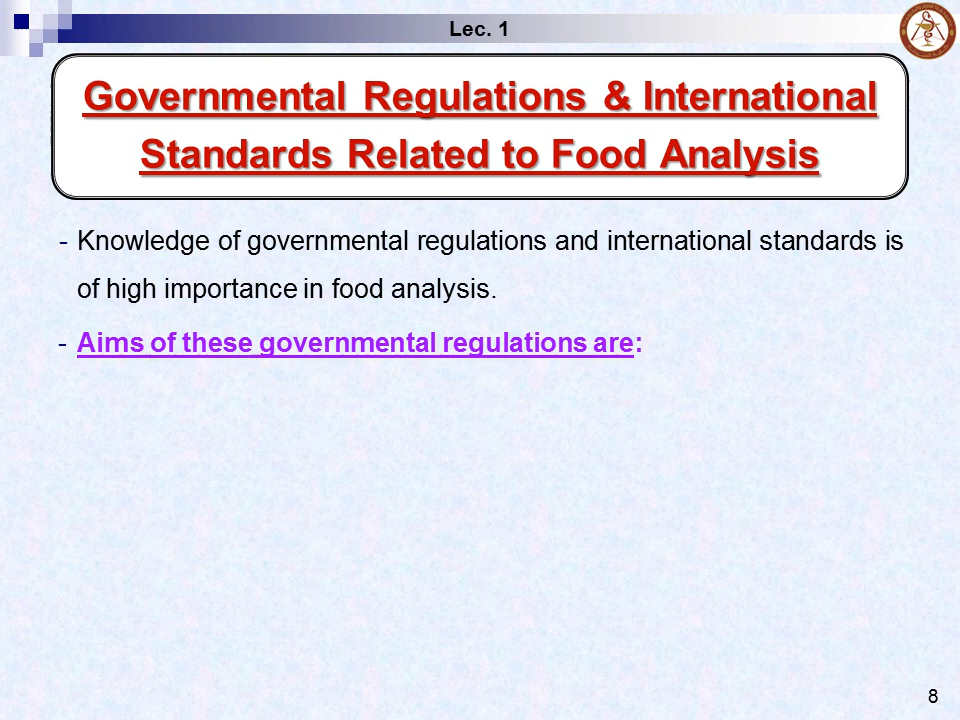 Lec. 1
Governmental Regulations & International
Standards Related to Food Analysis
- Knowledge of governmental regulations and international standards is
of high importance in food analysis.
- Aims of these governmental regulations are:
8